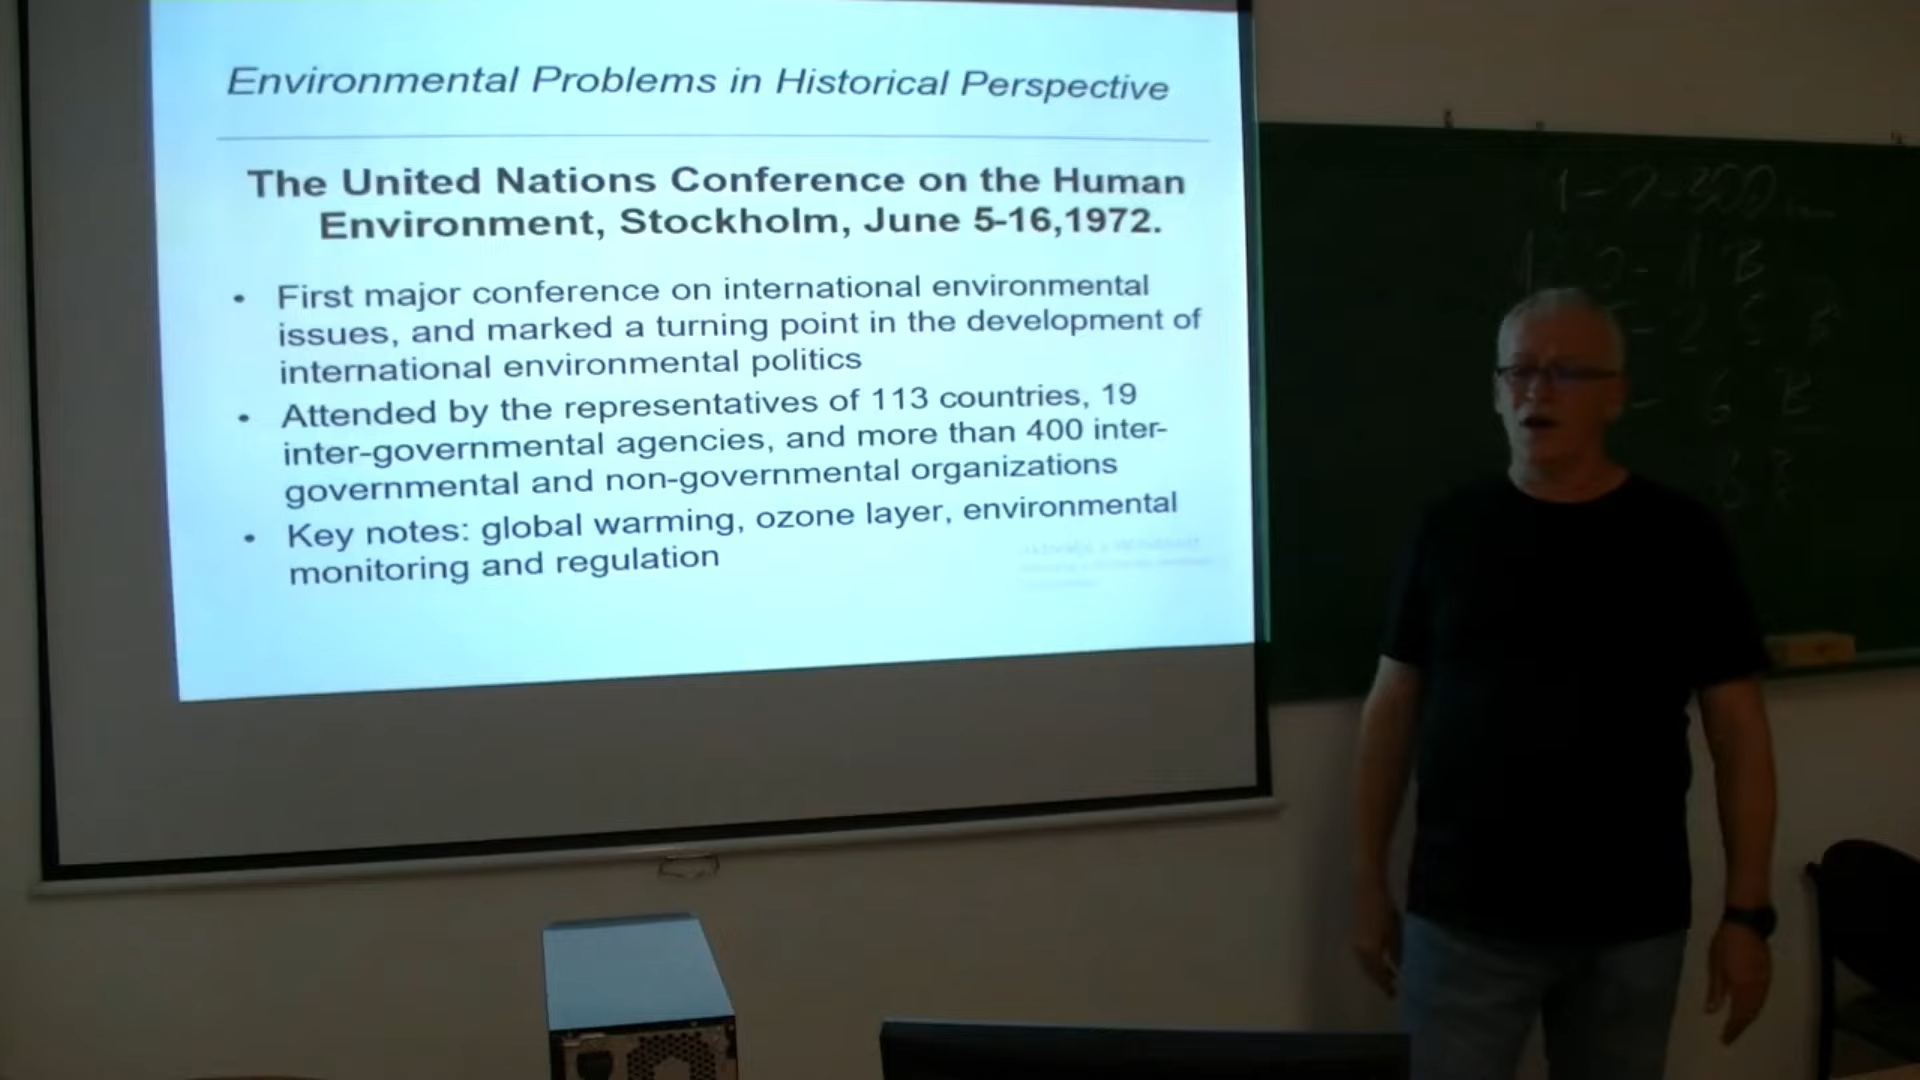 Environmental Problems in Historical Perspective
The United Nations Conference on the Human
Environment, Stockholm, June 5-16,1972.
• First major conference on international environmental
issues, and marked a turning point in the development of
international environmental politics
• Attended by the representatives of 113 countries, 19
inter-governmental agencies, and more than 400 inter-
governmental and non-governmental organizations
• Key notes: global warming, ozone layer, environmental
monitoring and regulation
- 6 B